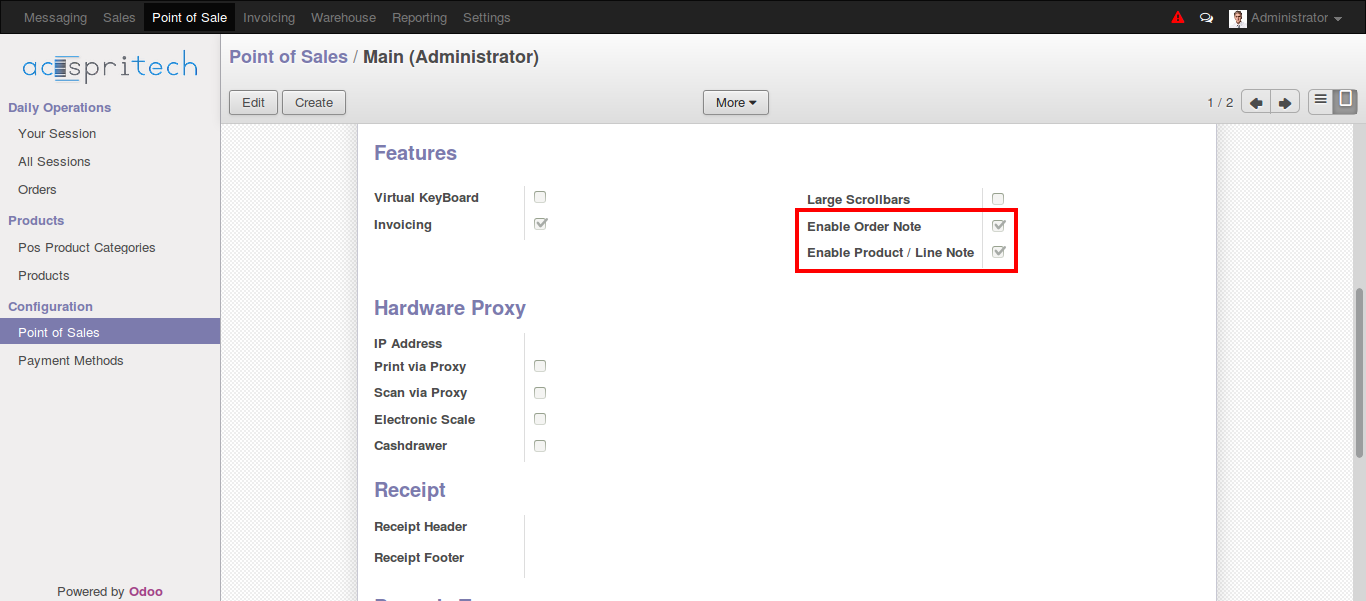 Messaging Sales Point of Sale Invoicing Warehouse Reporting Settings Administrator
acespritech
Point of Sales / Main (Administrator)
Edit Create More 1 / 2
Daily Operations
Your Session
All Sessions
Orders
Products
Pos Product Categories
Products
Configuration
Point of Sales
Payment Methods
Powered by Odoo
Features
Virtual KeyBoard
Invoicing
Large Scrollbars
Enable Order Note
Enable Product / Line Note
Hardware Proxy
IP Address
Print via Proxy
Scan via Proxy
Electronic Scale
Cashdrawer
Receipt
Receipt Header
Receipt Footer